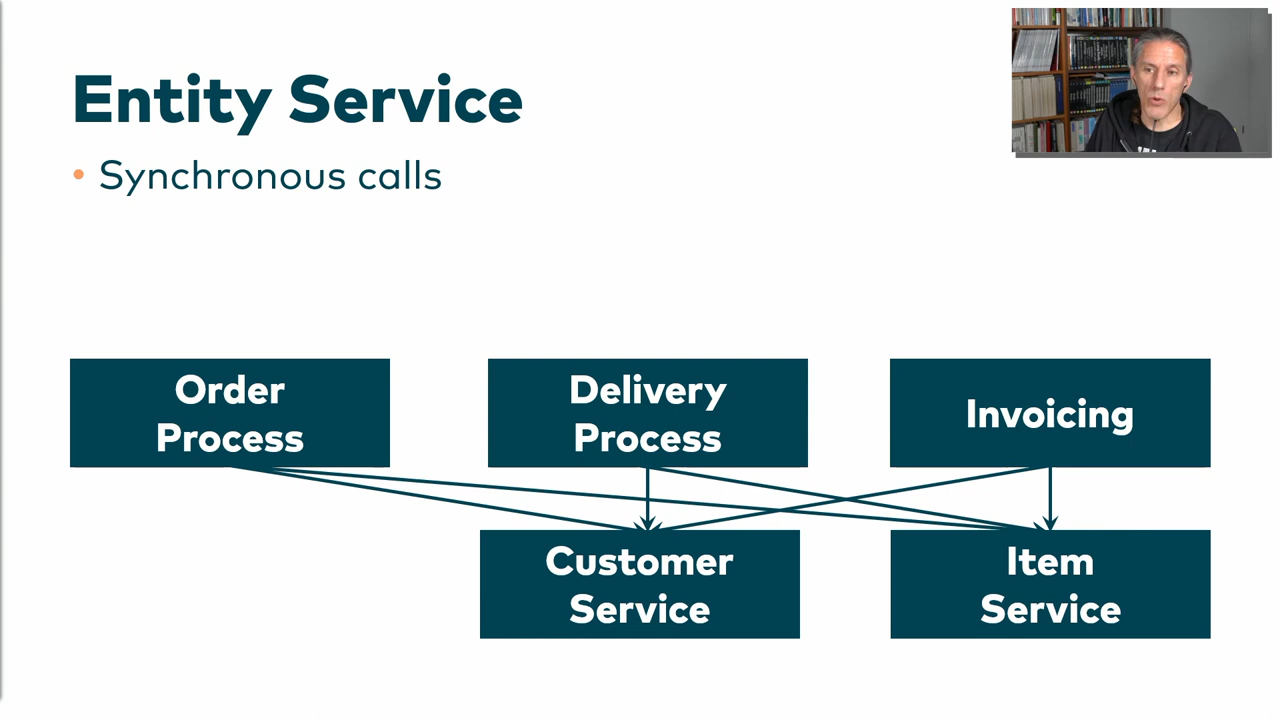 Entity Service
• Synchronous calls
Order
Process
Delivery
Process
Invoicing
Customer
Service
Item
Service